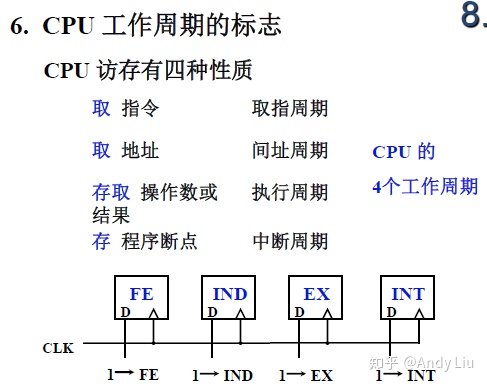 6. CPU 工作周期的标志
8.
CPU 访存有四种性质
取 指令 取指周期
取 地址 间址周期
CPU 的
存取 操作数或 执行周期
4个工作周期
结果
存 程序断点 中断周期
FE IND EX INT
D D D D
CLK
1→ FE 1→ IND 1→ EX 1→ INT
知乎 @Andy Liu